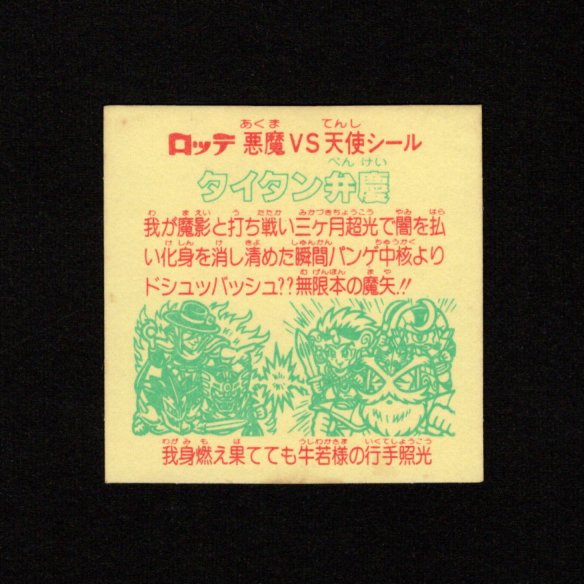 あくま てんし
ロッテ 悪魔VS天使シール
べん けい
タイタン弁慶
わ まえい う たたか みかづきちょうこう やみ はら
我が魔影と打ち戦い三ヶ月超光で闇を払
けしん け きよ しゅんかん ちゅうかく
い化身を消し清めた瞬間パンゲ中核より
むげんぽん まや
ドシュッバッシュ??無限本の魔矢!!
わがみも は うしわかさま いくてしょうこう
我身燃え果てても牛若様の行手照光